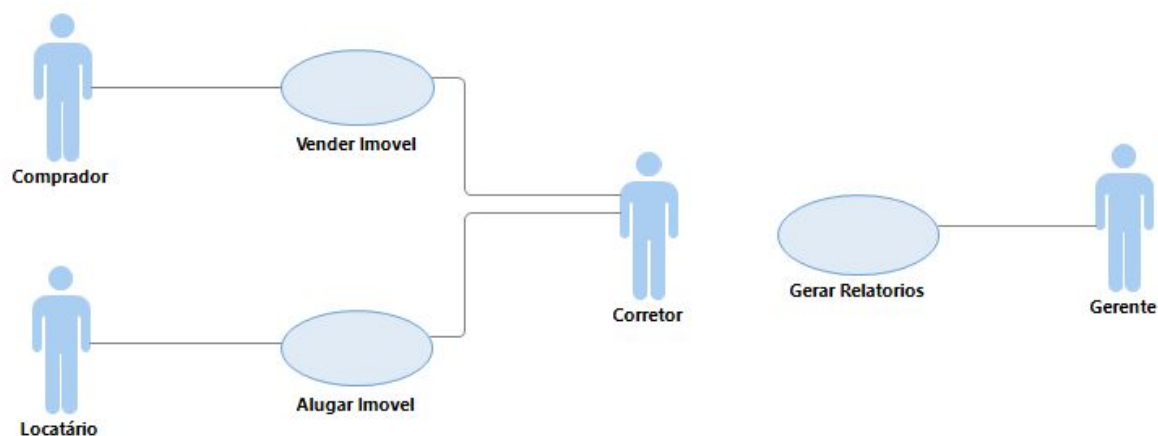 Comprador
Vender Imovel
Locatário
Alugar Imovel
Corretor
Gerar Relatorios
Gerente